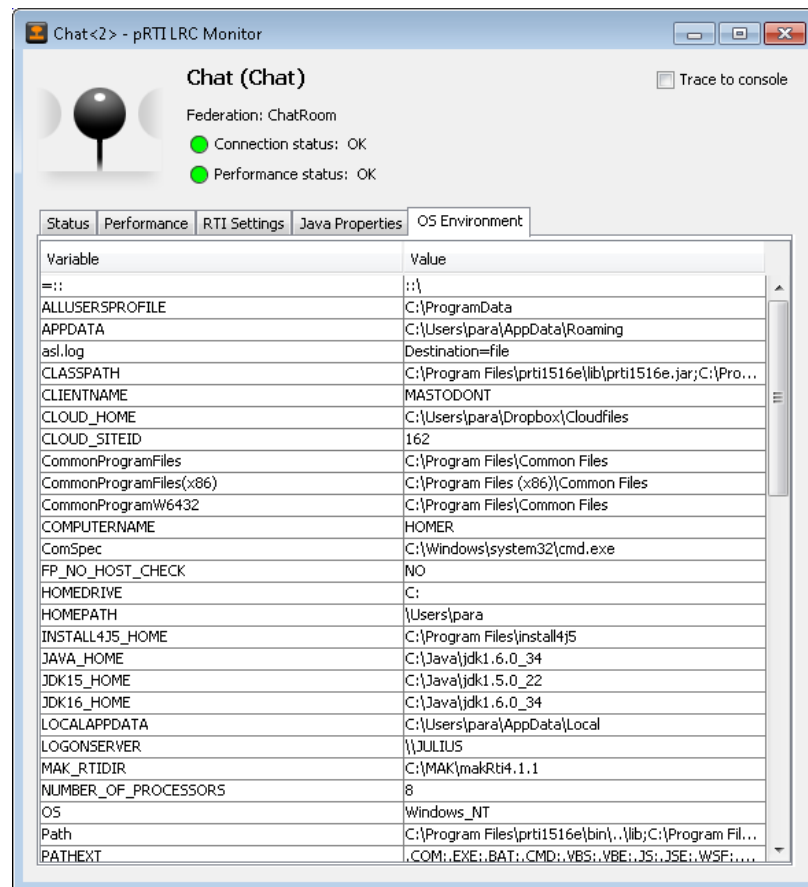 Chat<2> - pRTI LRC Monitor
Chat (Chat)
Trace to console
Federation: ChatRoom
Connection status: OK
Performance status: OK
Status Performance RTI Settings Java Properties OS Environment
Variable Value
=:: ::\
ALLUSERSPROFILE C:\ProgramData
APPDATA C:\Users\para\AppData\Roaming
asl.log Destination=file
CLASSPATH C:\Program Files\prti1516e\lib\prti1516e.jar;C:\Pro...
CLIENTNAME MASTODONT
CLOUD_HOME C:\Users\para\Dropbox\Cloudfiles
CLOUD_SITEID 162
CommonProgramFiles C:\Program Files\Common Files
CommonProgramFiles(x86) C:\Program Files (x86)\Common Files
CommonProgramW6432 C:\Program Files\Common Files
COMPUTERNAME HOMER
ComSpec C:\Windows\system32\cmd.exe
FP_NO_HOST_CHECK NO
HOMEDRIVE C:
HOMEPATH \Users\para
INSTALL4J5_HOME C:\Program Files\install4j5
JAVA_HOME C:\Java\jdk1.6.0_34
JDK15_HOME C:\Java\jdk1.5.0_22
JDK16_HOME C:\Java\jdk1.6.0_34
LOCALAPPDATA C:\Users\para\AppData\Local
LOGONSERVER \\JULIUS
MAK_RTIDIR C:\MAK\makRti4.1.1
NUMBER_OF_PROCESSORS 8
OS Windows_NT
Path C:\Program Files\prti1516e\bin\..\lib;C:\Program Fil...
PATHEXT .COM;.EXE;.BAT;.CMD;.VBS;.VBE;.JS;.JSE;.WSF;....